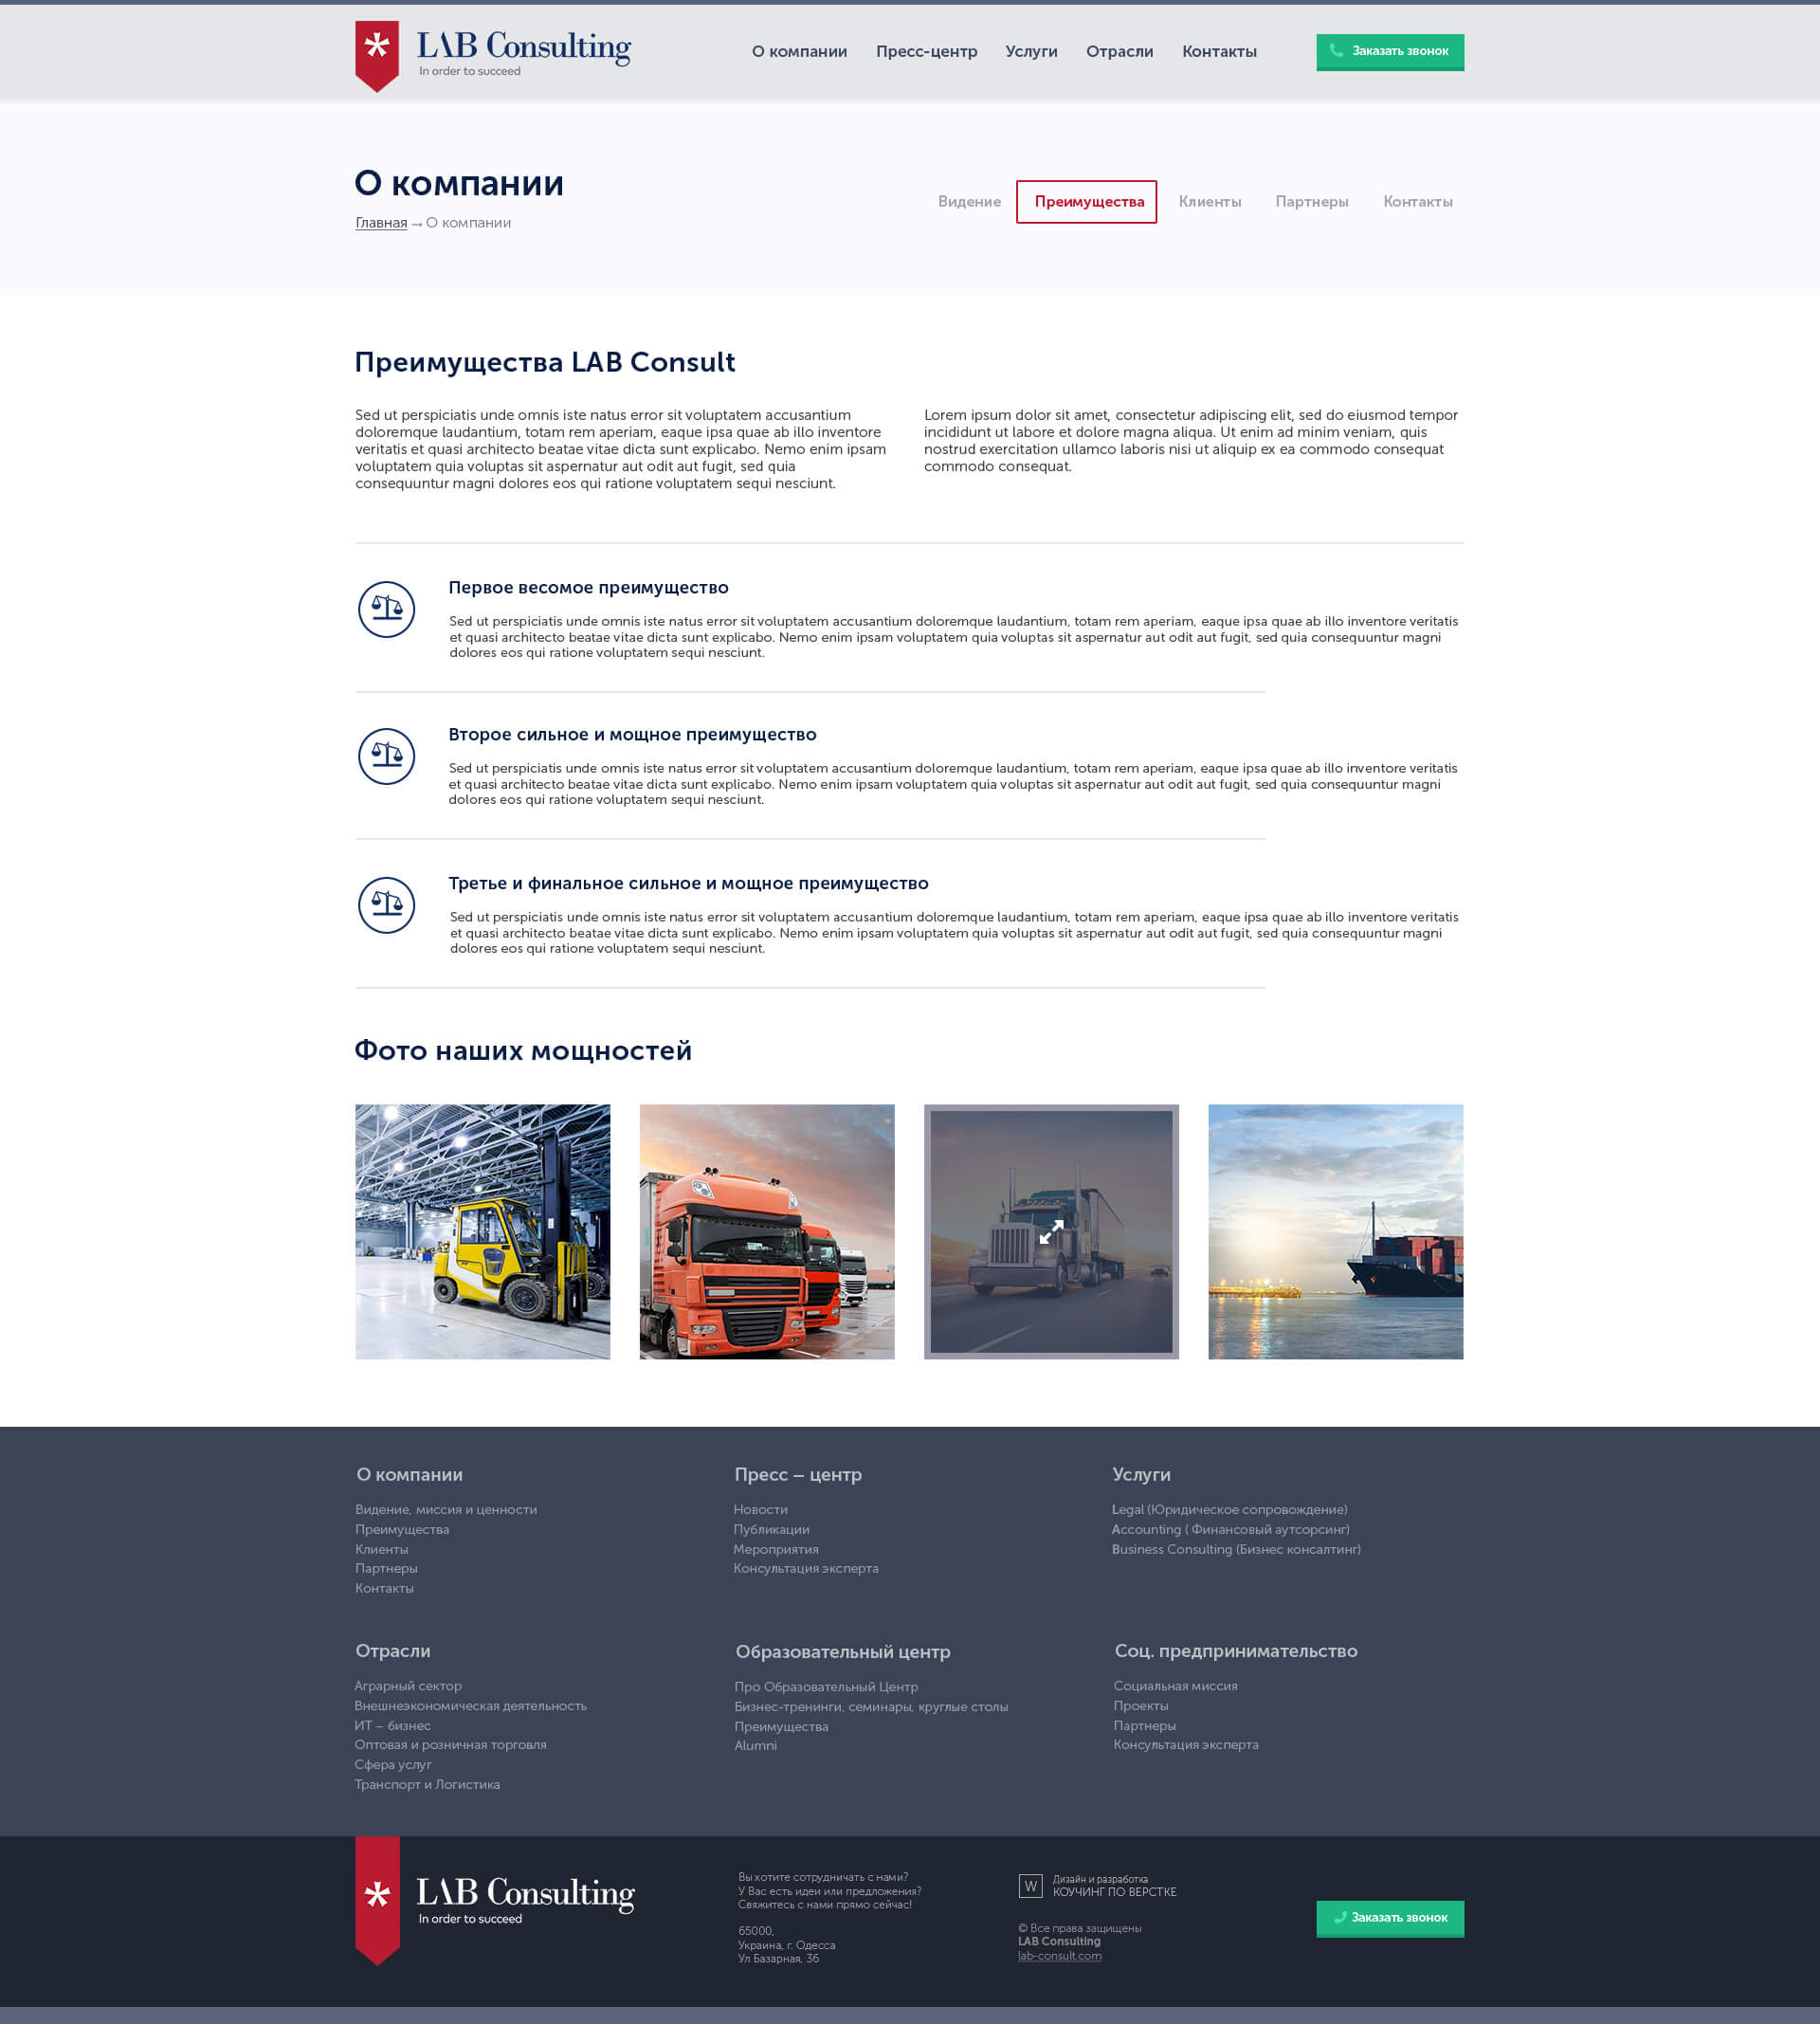 LAB Consulting
In order to succeed
О компании Пресс-центр Услуги Отрасли Контакты
Заказать звонок
О компании
Главная → О компании
Видение Преимущества Клиенты Партнеры Контакты
Преимущества LAB Consult
Sed ut perspiciatis unde omnis iste natus error sit voluptatem accusantium
doloremque laudantium, totam rem aperiam, eaque ipsa quae ab illo inventore
veritatis et quasi architecto beatae vitae dicta sunt explicabo. Nemo enim ipsam
voluptatem quia voluptas sit aspernatur aut odit aut fugit, sed quia
consequuntur magni dolores eos qui ratione voluptatem sequi nesciunt.
Lorem ipsum dolor sit amet, consectetur adipiscing elit, sed do eiusmod tempor
incididunt ut labore et dolore magna aliqua. Ut enim ad minim veniam, quis
nostrud exercitation ullamco laboris nisi ut aliquip ex ea commodo consequat
commodo consequat.
Первое весомое преимущество
Sed ut perspiciatis unde omnis iste natus error sit voluptatem accusantium doloremque laudantium, totam rem aperiam, eaque ipsa quae ab illo inventore veritatis
et quasi architecto beatae vitae dicta sunt explicabo. Nemo enim ipsam voluptatem quia voluptas sit aspernatur aut odit aut fugit, sed quia consequuntur magni
dolores eos qui ratione voluptatem sequi nesciunt.
Второе сильное и мощное преимущество
Sed ut perspiciatis unde omnis iste natus error sit voluptatem accusantium doloremque laudantium, totam rem aperiam, eaque ipsa quae ab illo inventore veritatis
et quasi architecto beatae vitae dicta sunt explicabo. Nemo enim ipsam voluptatem quia voluptas sit aspernatur aut odit aut fugit, sed quia consequuntur magni
dolores eos qui ratione voluptatem sequi nesciunt.
Третье и финальное сильное и мощное преимущество
Sed ut perspiciatis unde omnis iste natus error sit voluptatem accusantium doloremque laudantium, totam rem aperiam, eaque ipsa quae ab illo inventore veritatis
et quasi architecto beatae vitae dicta sunt explicabo. Nemo enim ipsam voluptatem quia voluptas sit aspernatur aut odit aut fugit, sed quia consequuntur magni
dolores eos qui ratione voluptatem sequi nesciunt.
Фото наших мощностей
О компании
Видение, миссия и ценности
Преимущества
Клиенты
Партнеры
Контакты
Пресс – центр
Новости
Публикации
Мероприятия
Консультация эксперта
Услуги
Legal (Юридическое сопровождение)
Accounting ( Финансовый аутсорсинг)
Business Consulting (Бизнес консалтинг)
Отрасли
Аграрный сектор
Внешнеэкономическая деятельность
ИТ – бизнес
Оптовая и розничная торговля
Сфера услуг
Транспорт и Логистика
Образовательный центр
Про Образовательный Центр
Бизнес-тренинги, семинары, круглые столы
Преимущества
Alumni
Соц. предпринимательство
Социальная миссия
Проекты
Партнеры
Консультация эксперта
LAB Consulting
In order to succeed
Вы хотите сотрудничать с нами?
У Вас есть идеи или предложения?
Свяжитесь с нами прямо сейчас!
65000,
Украина, г. Одесса
Ул Базарная, 36
W
Дизайн и разработка
КОУЧИНГ ПО ВЕРСТКЕ
© Все права защищены
LAB Consulting
lab-consult.com
Заказать звонок